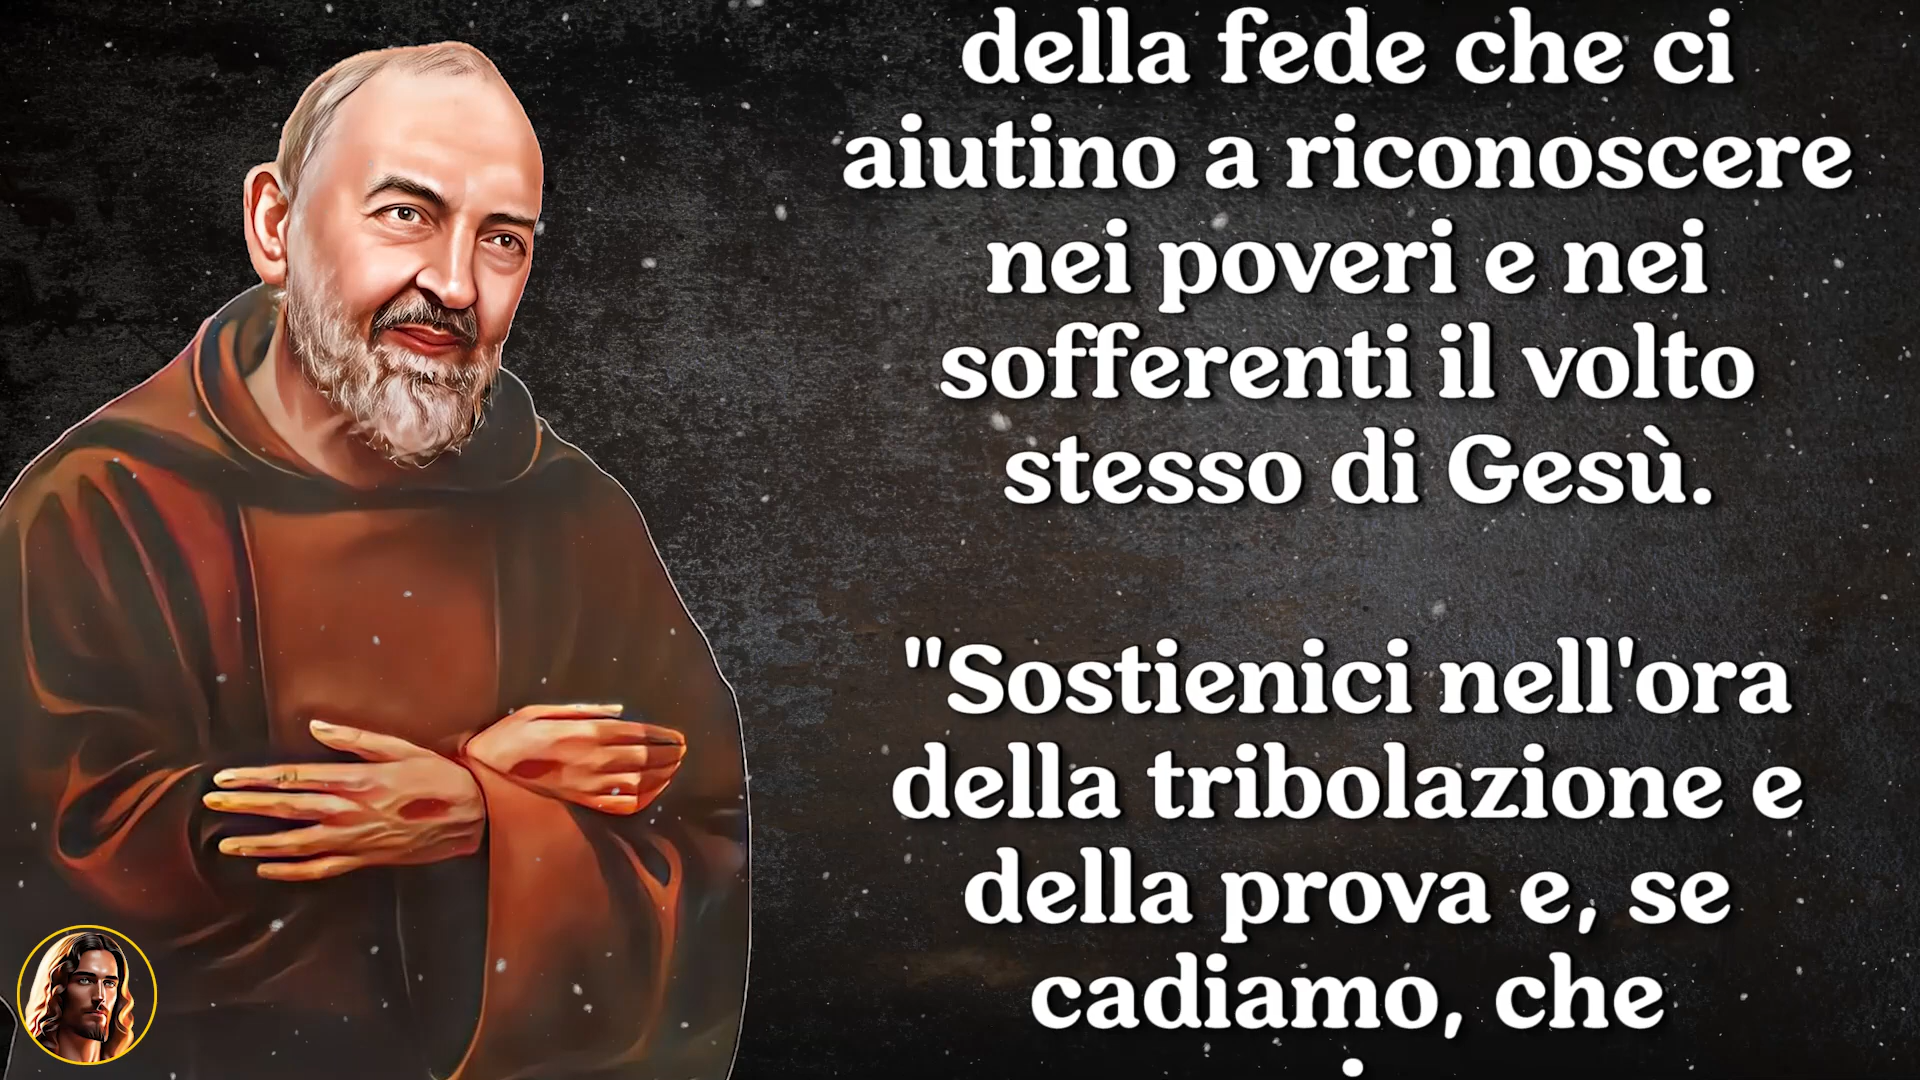 della fede che ci
aiutino a riconoscere
nei poveri e nei
sofferenti il volto
stesso di Gesù.
"Sostienici nell'ora
della tribolazione e
della prova e, se
cadiamo, che